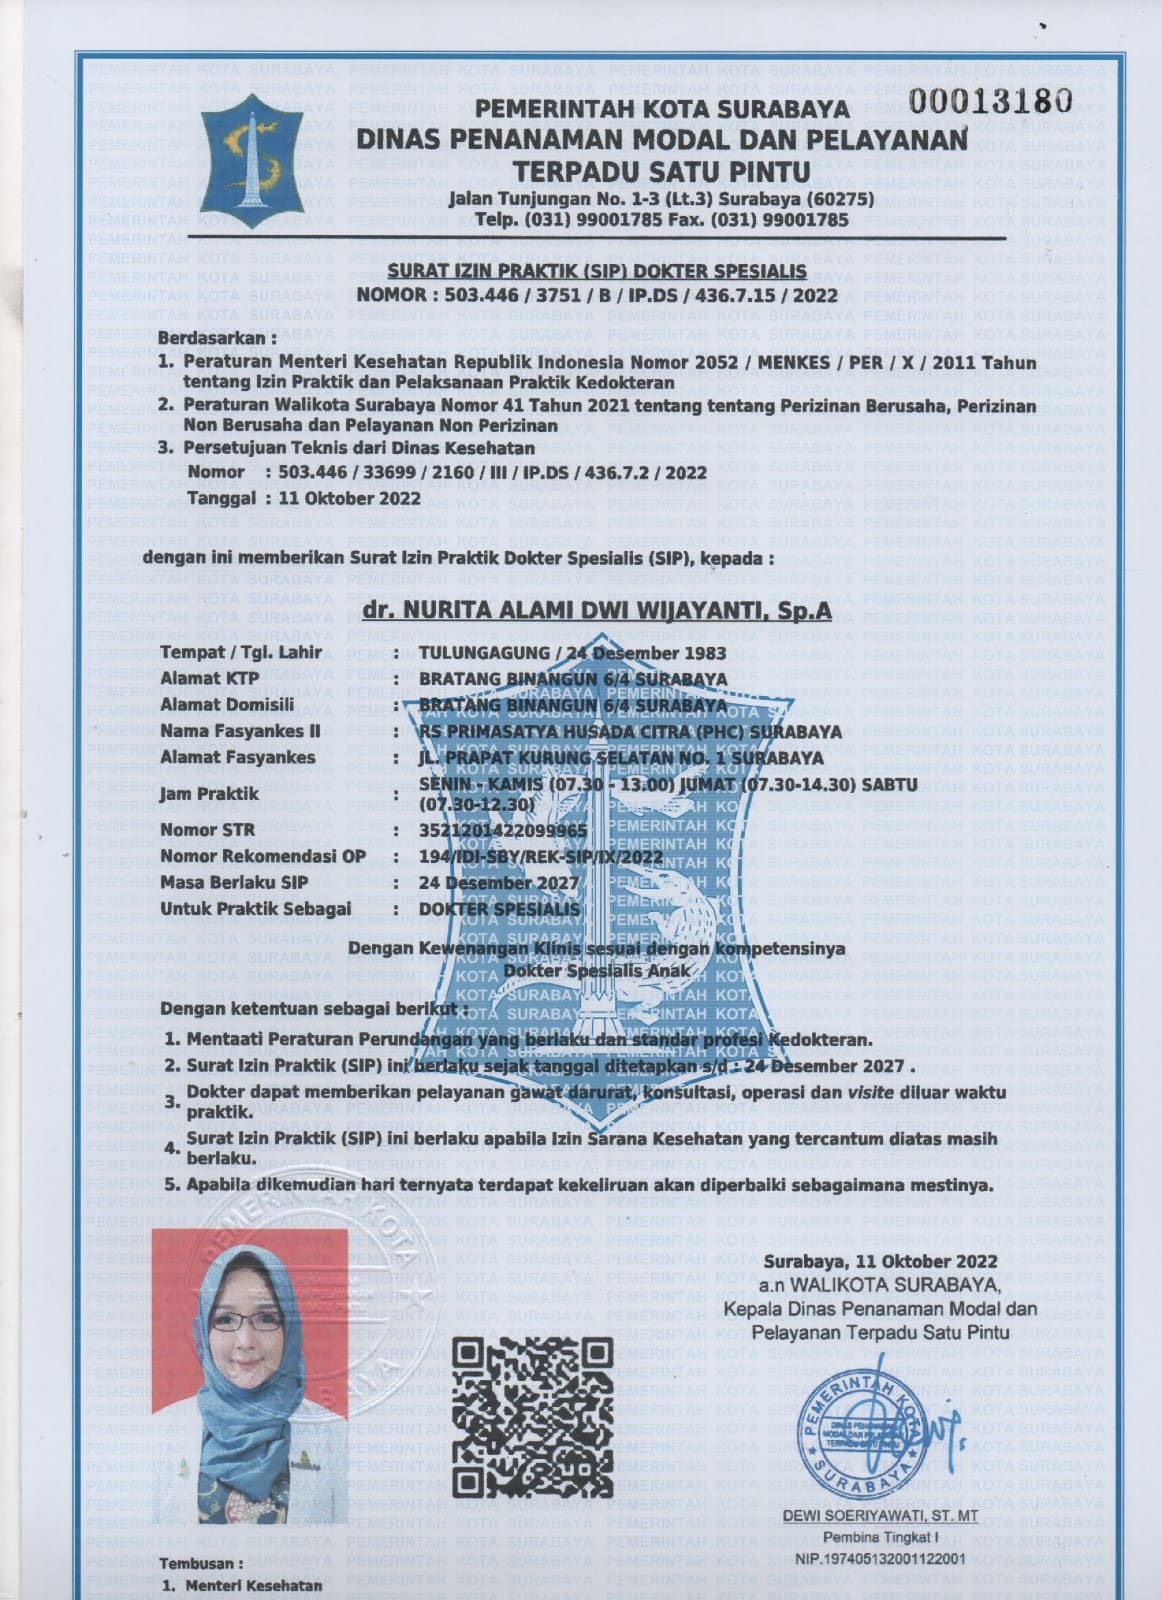 00013180
PEMERINTAH KOTA SURABAYA
DINAS PENANAMAN MODAL DAN PELAYANAN
TERPADU SATU PINTU
Jalan Tunjungan No. 1-3 (Lt.3) Surabaya (60275)
Telp. (031) 99001785 Fax. (031) 99001785
SURAT IZIN PRAKTIK (SIP) DOKTER SPESIALIS
NOMOR : 503.446 / 3751 / B / IP.DS / 436.7.15 / 2022
Berdasarkan :
1. Peraturan Menteri Kesehatan Republik Indonesia Nomor 2052 / MENKES / PER / X / 2011 Tahun
tentang Izin Praktik dan Pelaksanaan Praktik Kedokteran
2. Peraturan Walikota Surabaya Nomor 41 Tahun 2021 tentang tentang Perizinan Berusaha, Perizinan
Non Berusaha dan Pelayanan Non Perizinan
3. Persetujuan Teknis dari Dinas Kesehatan
Nomor : 503.446 / 33699 / 2160 / III / IP.DS / 436.7.2 / 2022
Tanggal : 11 Oktober 2022
dengan ini memberikan Surat Izin Praktik Dokter Spesialis (SIP), kepada :
dr. NURITA ALAMI DWI WIJAYANTI, Sp.A
Tempat / Tgl. Lahir : TULUNGAGUNG / 24 Desember 1983
Alamat KTP : BRATANG BINANGUN 6/4 SURABAYA
Alamat Domisili : BRATANG BINANGUN 6/4 SURABAYA
Nama Fasyankes II : RS PRIMASATYA HUSADA CITRA (PHC) SURABAYA
Alamat Fasyankes : JL. PRAPAT KURUNG SELATAN NO. 1 SURABAYA
Jam Praktik : SENIN - KAMIS (07.30 - 13.00) JUMAT (07.30-14.30) SABTU
(07.30-12.30)
Nomor STR : 3521201422099965
Nomor Rekomendasi OP : 194/IDI-SBY/REK-SIP/IX/2022
Masa Berlaku SIP : 24 Desember 2027
Untuk Praktik Sebagai : DOKTER SPESIALIS
Dengan Kewenangan Klinis sesuai dengan kompetensinya
Dokter Spesialis Anak
Dengan ketentuan sebagai berikut :
1. Mentaati Peraturan Perundangan yang berlaku dan standar profesi Kedokteran.
2. Surat Izin Praktik (SIP) ini berlaku sejak tanggal ditetapkan s/d : 24 Desember 2027 .
3. Dokter dapat memberikan pelayanan gawat darurat, konsultasi, operasi dan visite diluar waktu
praktik.
4. Surat Izin Praktik (SIP) ini berlaku apabila Izin Sarana Kesehatan yang tercantum diatas masih
berlaku.
5. Apabila dikemudian hari ternyata terdapat kekeliruan akan diperbaiki sebagaimana mestinya.
Surabaya, 11 Oktober 2022
a.n WALIKOTA SURABAYA,
Kepala Dinas Penanaman Modal dan
Pelayanan Terpadu Satu Pintu
PEMERINTAH KOTA
DINAS PENANAMAN
MODAL DAN PELAYANAN
TERPADU SATU PINTU
SURABAYA
DEWI SOERIYAWATI, ST. MT
Pembina Tingkat I
NIP.197405132001122001
Tembusan :
1. Menteri Kesehatan